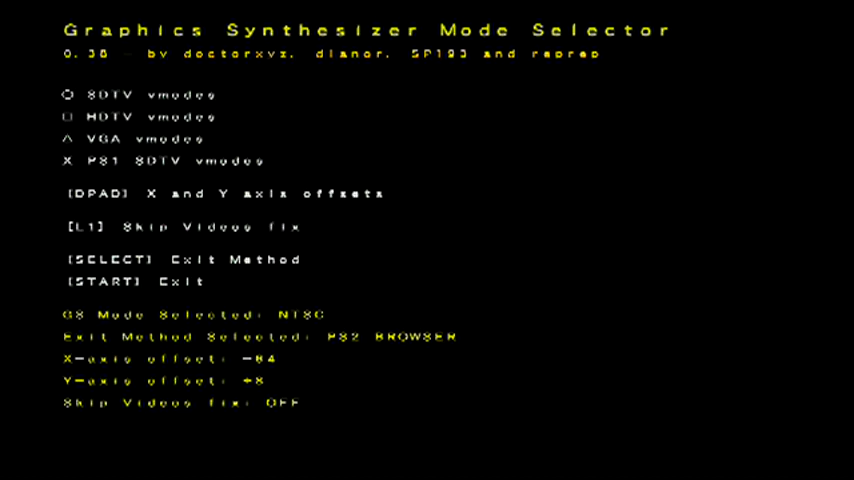 Graphics Synthesizer Mode Selector
0.38 - by doctorxyz, dlanor, SP193 and reprep
○ SDTV vmodes
□ HDTV vmodes
△ VGA vmodes
X PS1 SDTV vmodes
[DPAD] X and Y axis offsets
[L1] Skip Videos fix
[SELECT] Exit Method
[START] Exit
GS Mode Selected: NTSC
Exit Method Selected: PS2 BROWSER
X-axis offset: -64
Y-axis offset: +8
Skip Videos fix: OFF